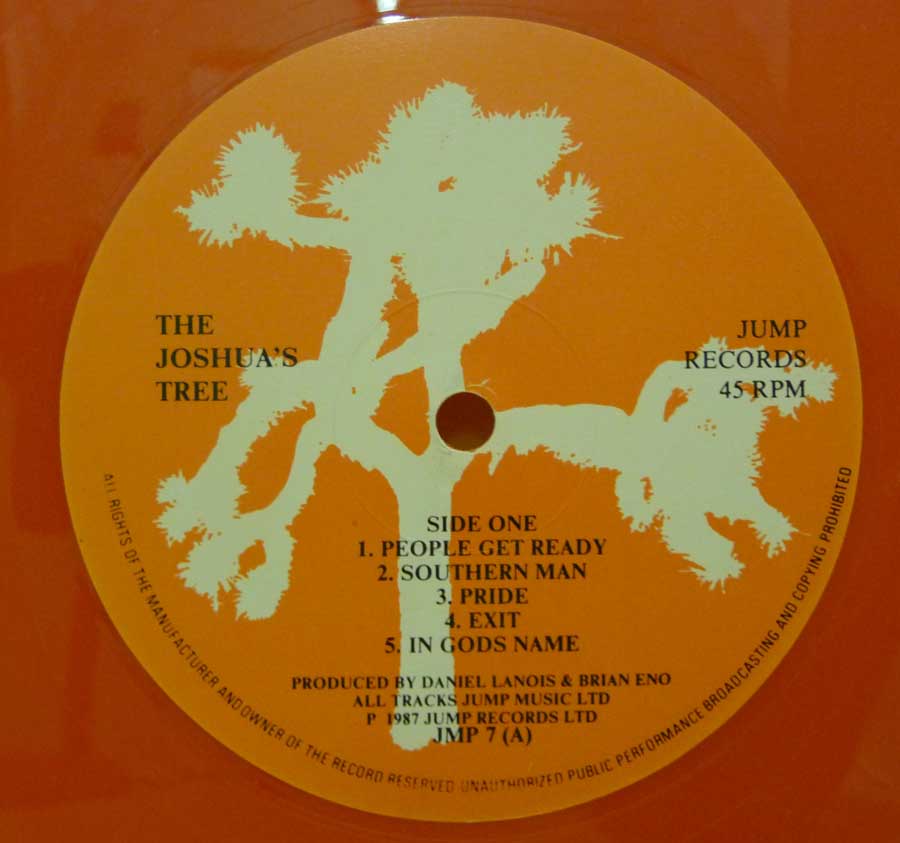 THE
JOSHUA'S
TREE
JUMP
RECORDS
45 RPM
SIDE ONE
1. PEOPLE GET READY
2. SOUTHERN MAN
3. PRIDE
4. EXIT
5. IN GODS NAME
PRODUCED BY DANIEL LANOIS & BRIAN ENO
ALL TRACKS JUMP MUSIC LTD
P 1987 JUMP RECORDS LTD
JMP 7 (A)
ALL RIGHTS OF THE MANUFACTURER AND OWNER OF THE RECORD RESERVED-UNAUTHORIZED PUBLIC PERFORMANCE BROADCASTING AND COPYING PROHIBITED